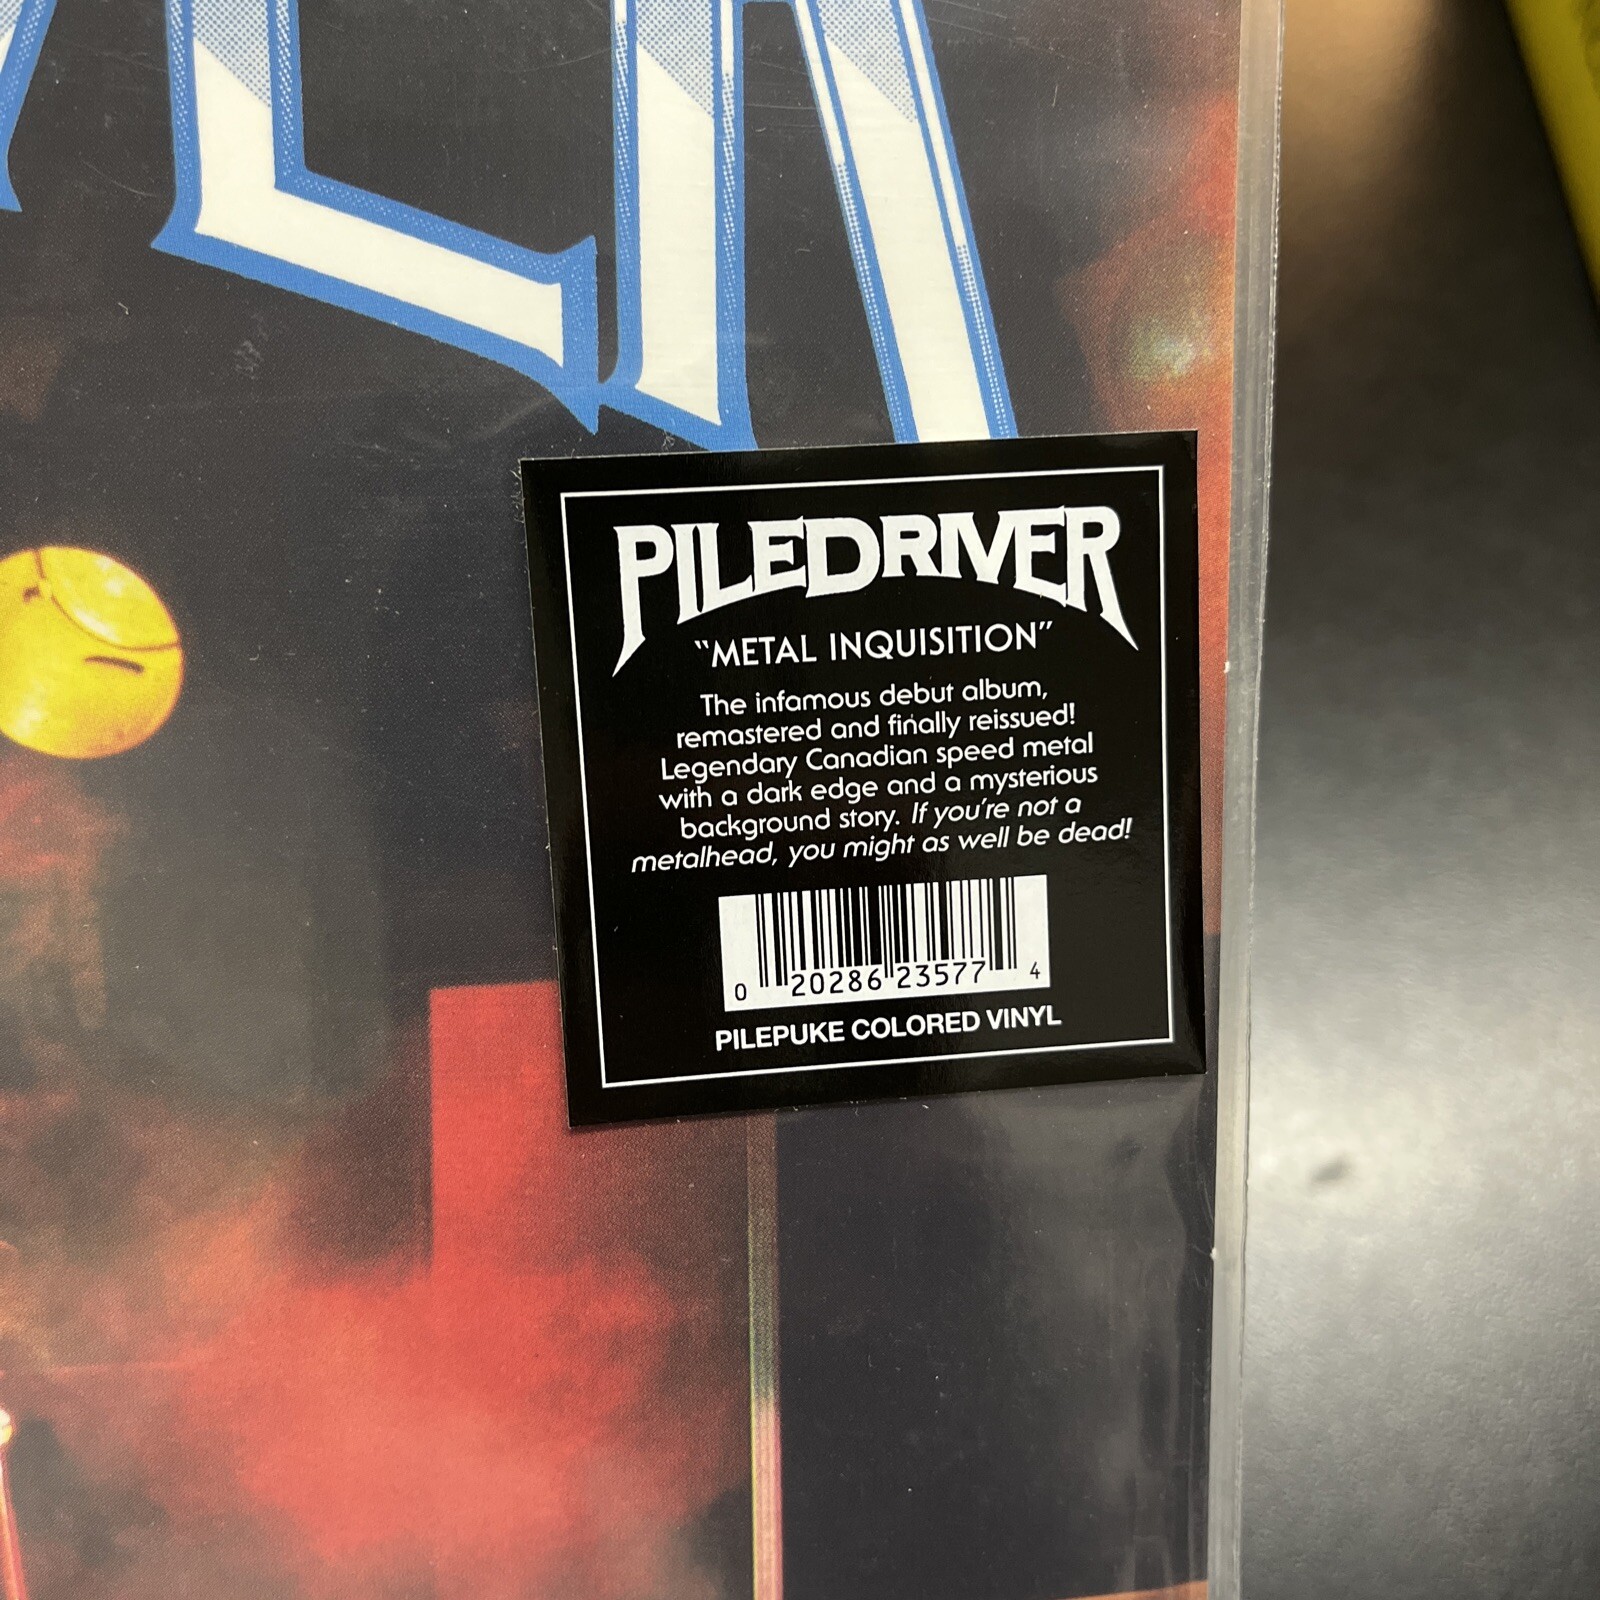 PILEDRIVER
"METAL INQUISITION"
The infamous debut album,
remastered and finally reissued!
Legendary Canadian speed metal
with a dark edge and a mysterious
background story. If you're not a
metalhead, you might as well be dead!
0 20286 23577 4
PILEPUKE COLORED VINYL